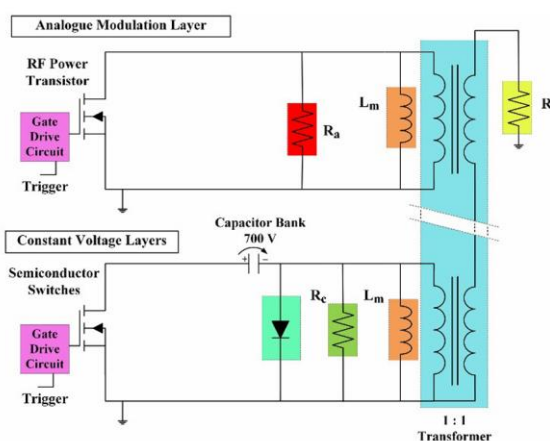 Analogue Modulation Layer
RF Power
Transistor
Gate
Drive
Circuit
Trigger
Ra
Lm
R
Constant Voltage Layers
Capacitor Bank
700 V
+ −
Semiconductor
Switches
Gate
Drive
Circuit
Trigger
Rc
Lm
1 : 1
Transformer